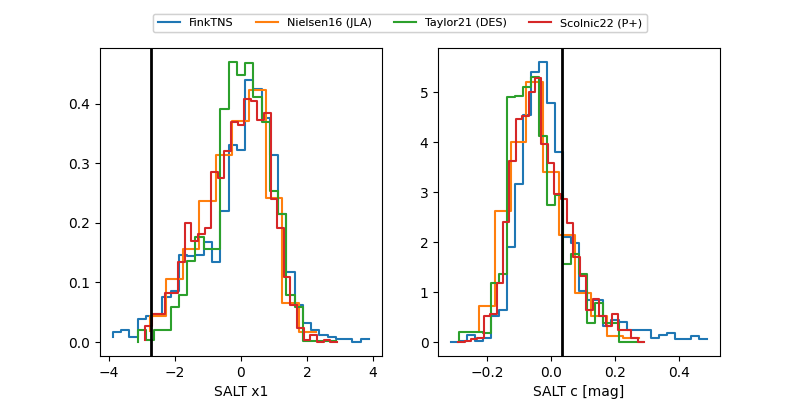 FinkTNS Nielsen16 (JLA) Taylor21 (DES) Scolnic22 (P+)
0.4
0.3
0.2
0.1
0.0
−4 −2 0 2 4
SALT x1
5
4
3
2
1
0
−0.2 0.0 0.2 0.4
SALT c [mag]